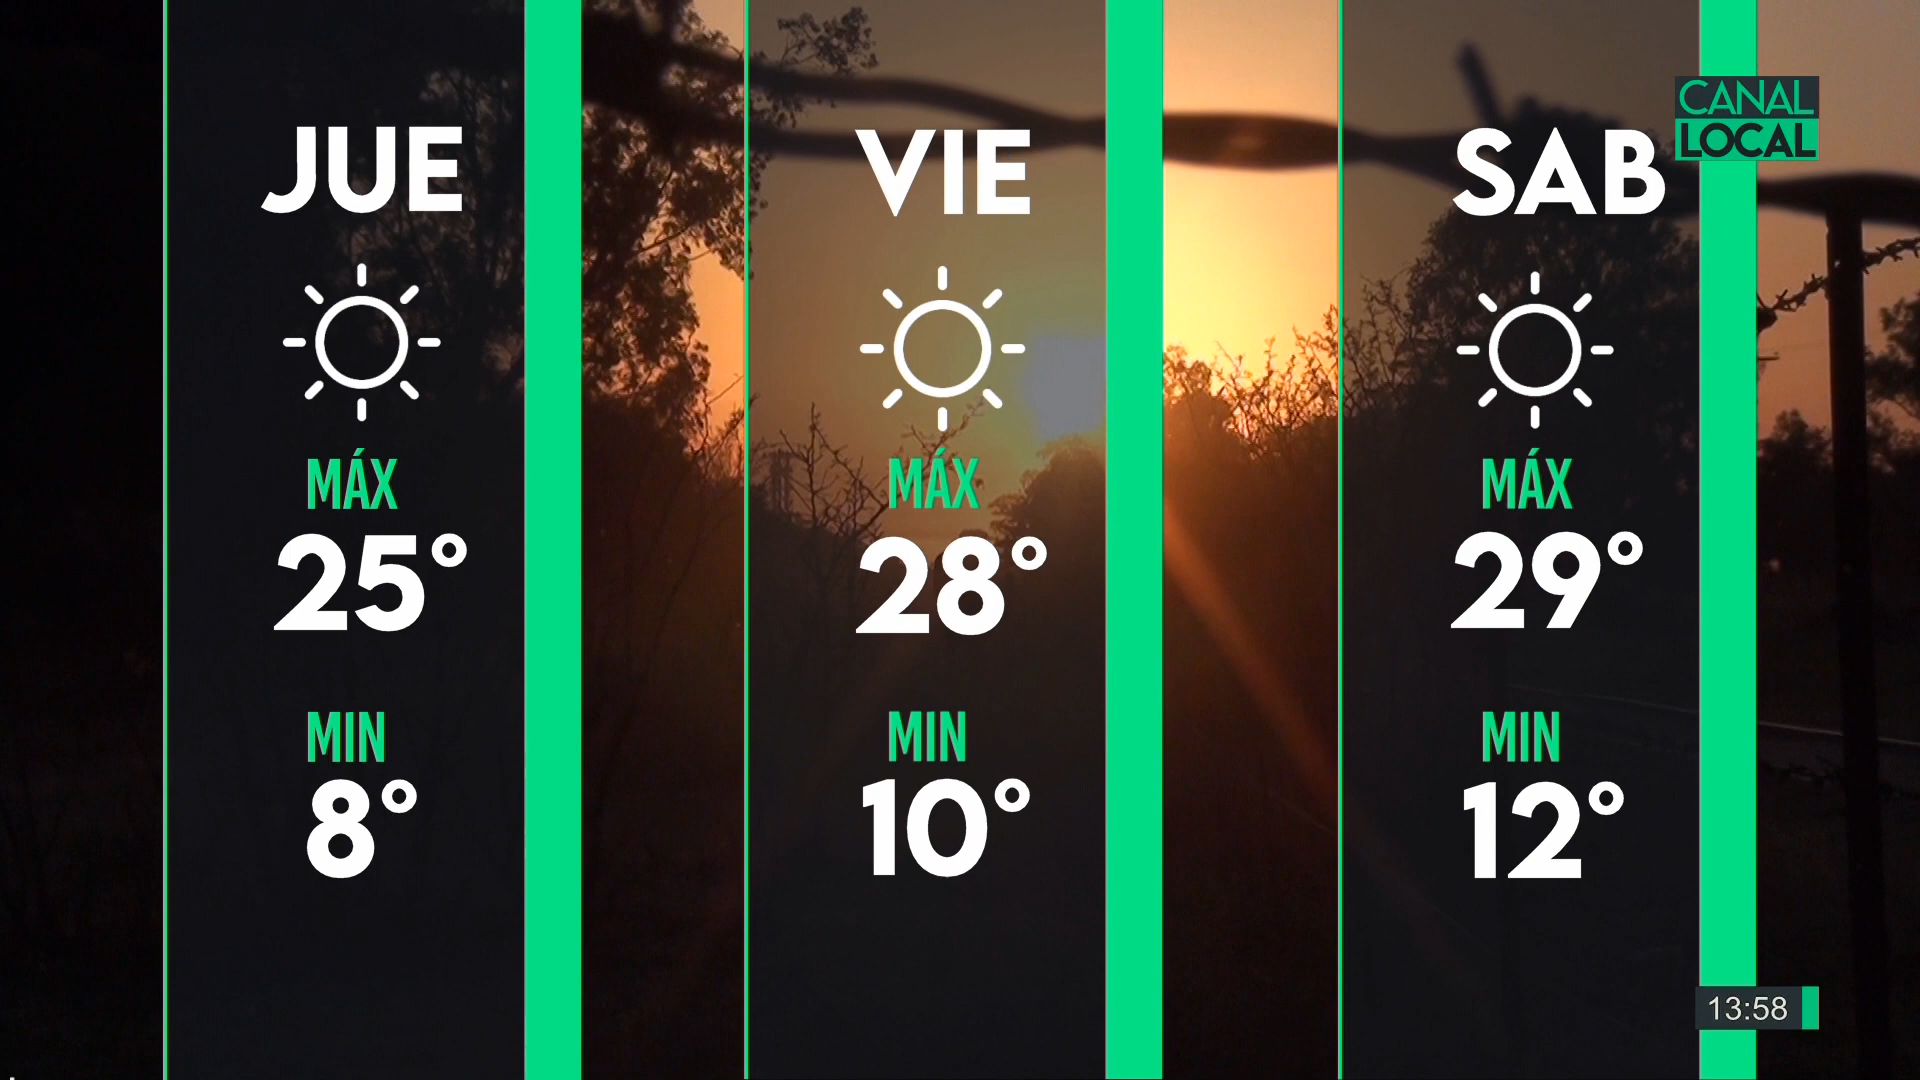 JUE
MÁX
25°
MIN
8°
VIE
MÁX
28°
MIN
10°
SAB
MÁX
29°
MIN
12°
CANAL
LOCAL
13:58